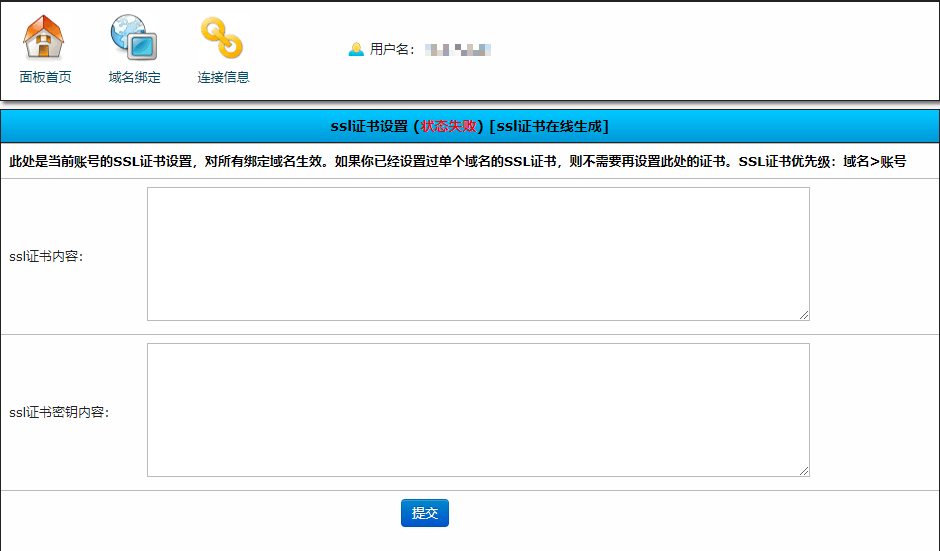 面板首页
域名绑定
连接信息
用户名：
ssl证书设置 (状态失败) [ssl证书在线生成]
此处是当前账号的SSL证书设置，对所有绑定域名生效。如果你已经设置过单个域名的SSL证书，则不需要再设置此处的证书。SSL证书优先级：域名>账号
ssl证书内容：
ssl证书密钥内容：
提交